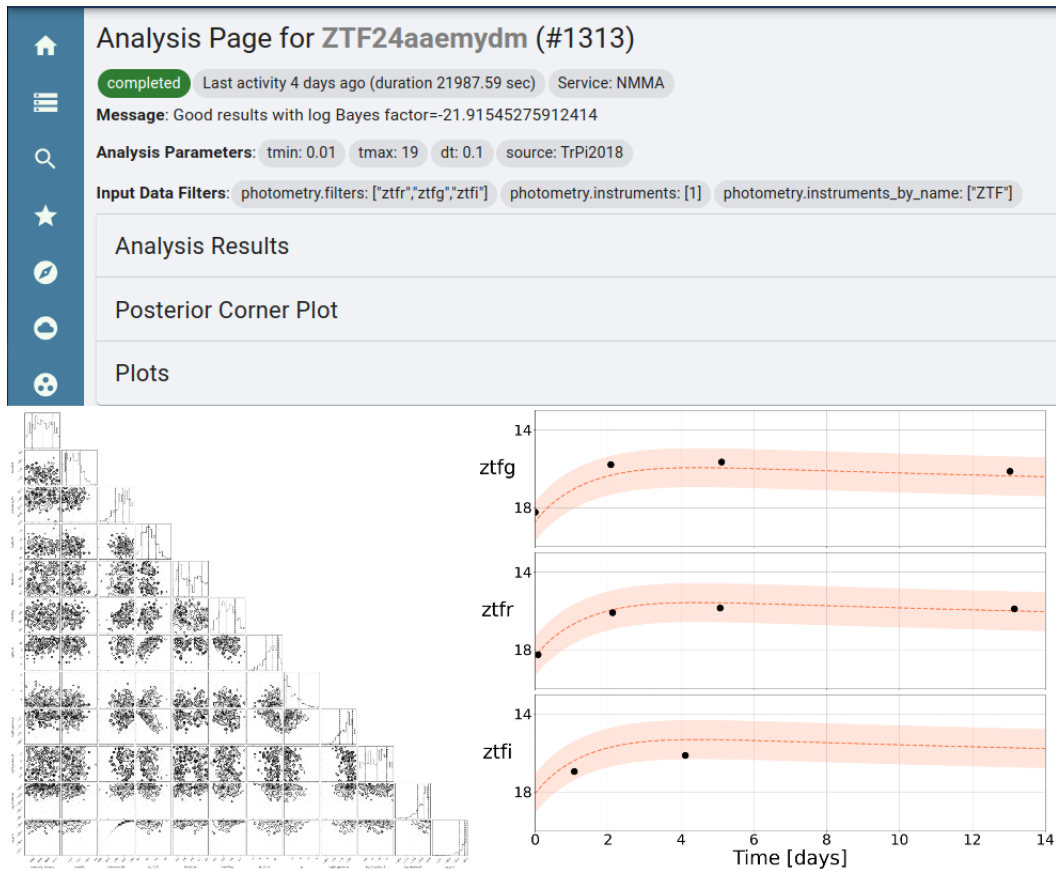 Analysis Page for ZTF24aaemydm (#1313)
completed Last activity 4 days ago (duration 21987.59 sec) Service: NMMA
Message: Good results with log Bayes factor=-21.91545275912414
Analysis Parameters: tmin: 0.01 tmax: 19 dt: 0.1 source: TrPi2018
Input Data Filters: photometry.filters: ["ztfr","ztfg","ztfi"] photometry.instruments: [1] photometry.instruments_by_name: ["ZTF"]
Analysis Results
Posterior Corner Plot
Plots
14
ztfg
18
14
ztfr
18
14
ztfi
18
0 2 4 6 8 10 12 14
Time [days]